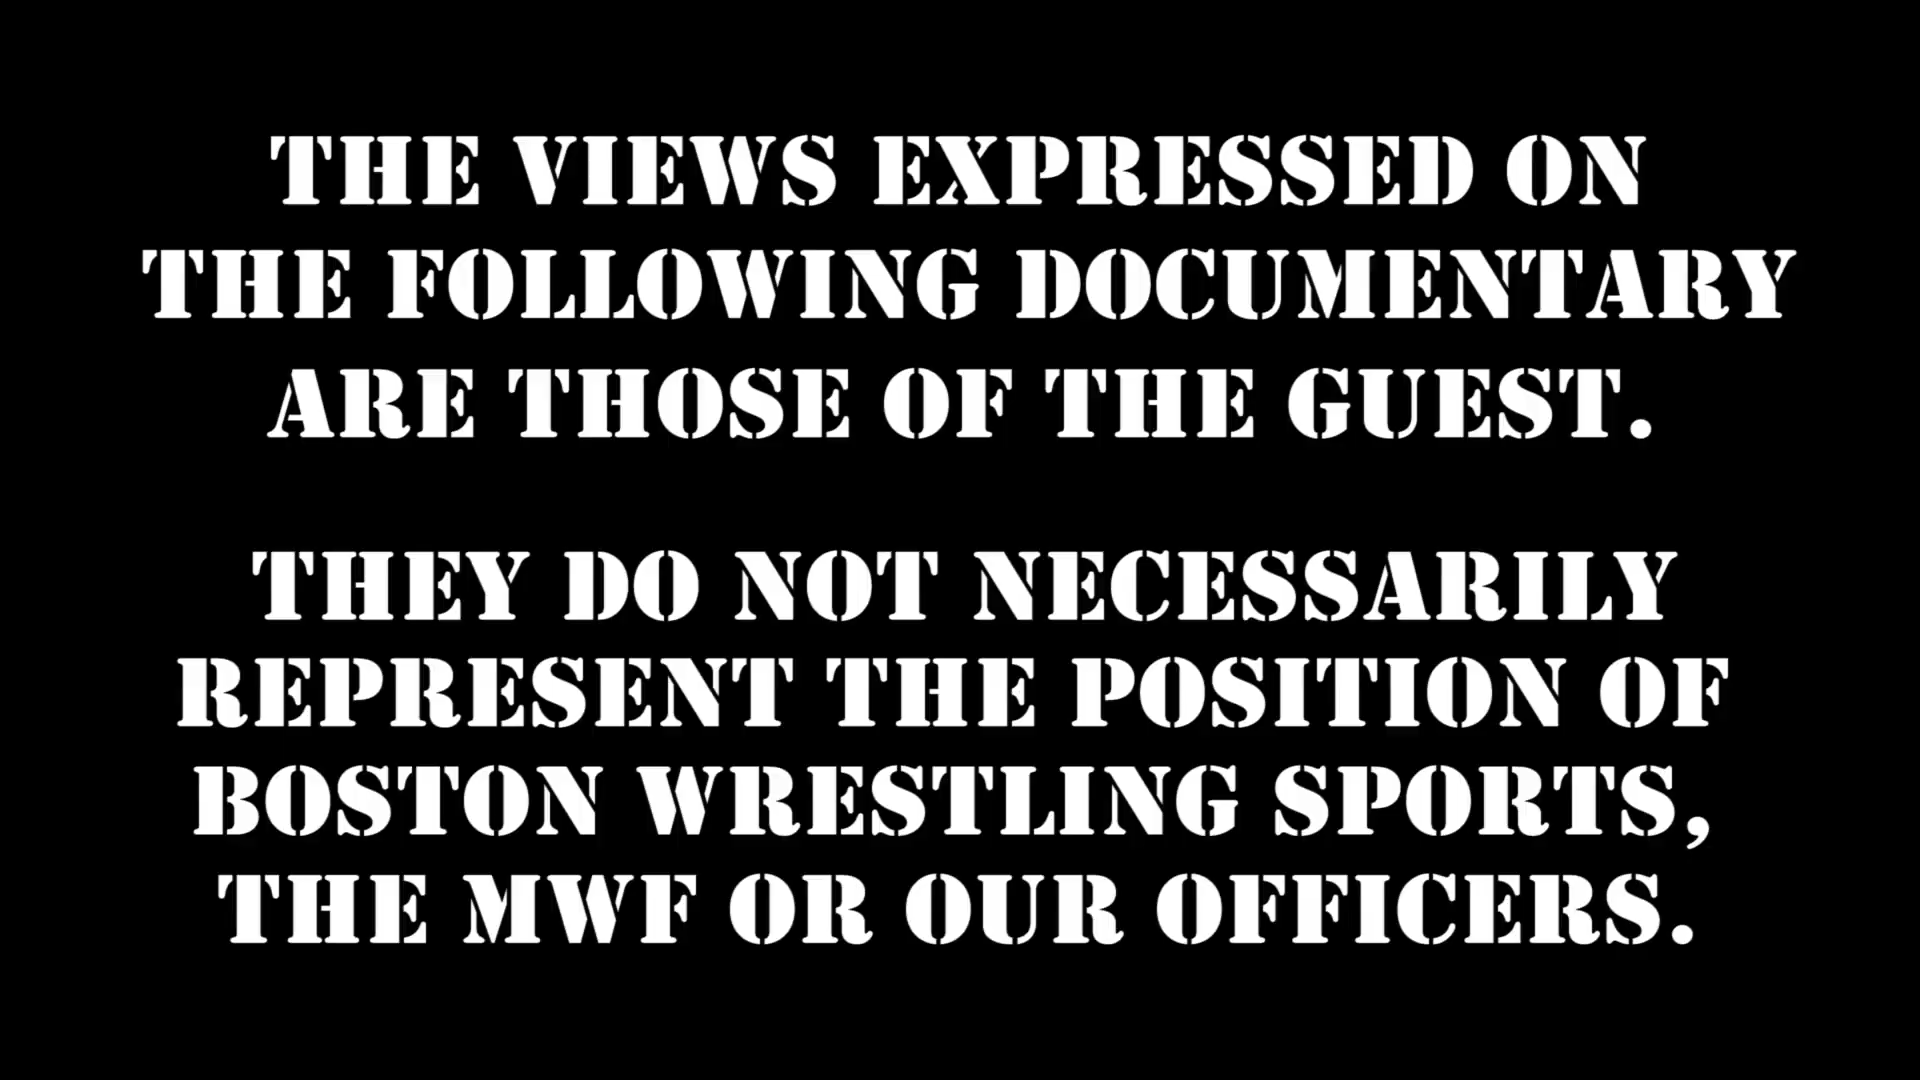 THE VIEWS EXPRESSED ON
THE FOLLOWING DOCUMENTARY
ARE THOSE OF THE GUEST.
THEY DO NOT NECESSARILY
REPRESENT THE POSITION OF
BOSTON WRESTLING SPORTS,
THE MWF OR OUR OFFICERS.